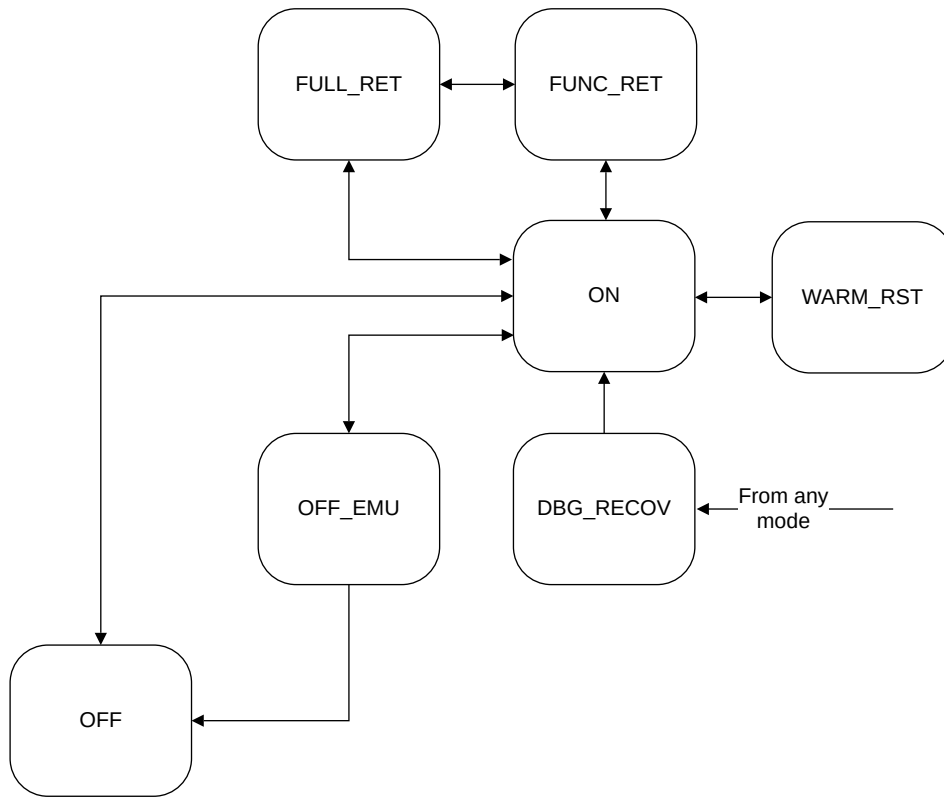 FULL_RET
FUNC_RET
ON
WARM_RST
OFF_EMU
DBG_RECOV
From any
mode
OFF